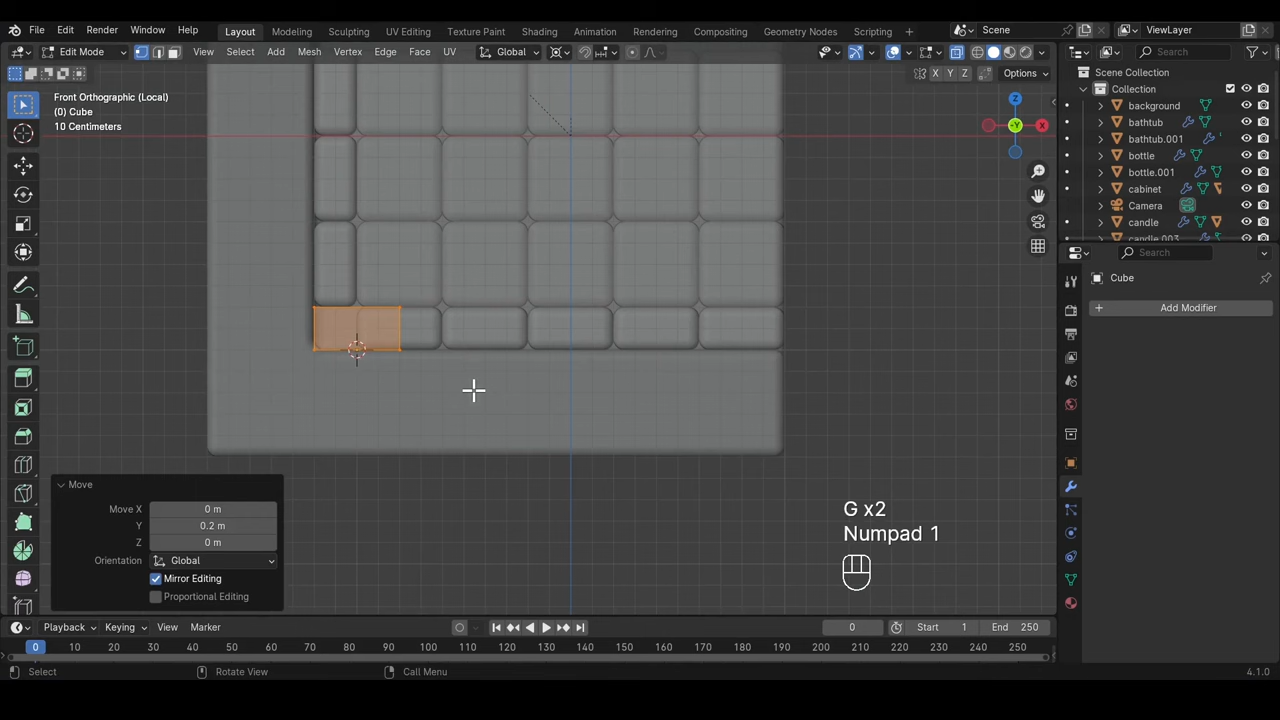 File Edit Render Window Help Layout Modeling Sculpting UV Editing Texture Paint Shading Animation Rendering Compositing Geometry Nodes Scripting + Scene ViewLayer
Edit Mode View Select Add Mesh Vertex Edge Face UV Global Search
X Y Z Options Scene Collection
Front Orthographic (Local)
(0) Cube
10 Centimeters
Z
X
-Y
Collection
background
bathtub
bathtub.001
bottle
bottle.001
cabinet
Camera
candle
candle.003
Search
Cube
+ Add Modifier
Move
Move X 0 m
Y 0.2 m
Z 0 m
Orientation Global
Mirror Editing
Proportional Editing
G x2
Numpad 1
Playback Keying View Marker 0 Start 1 End 250
0 10 20 30 40 50 60 70 80 90 100 110 120 130 140 150 160 170 180 190 200 210 220 230 240 250
Select Rotate View Call Menu 4.1.0